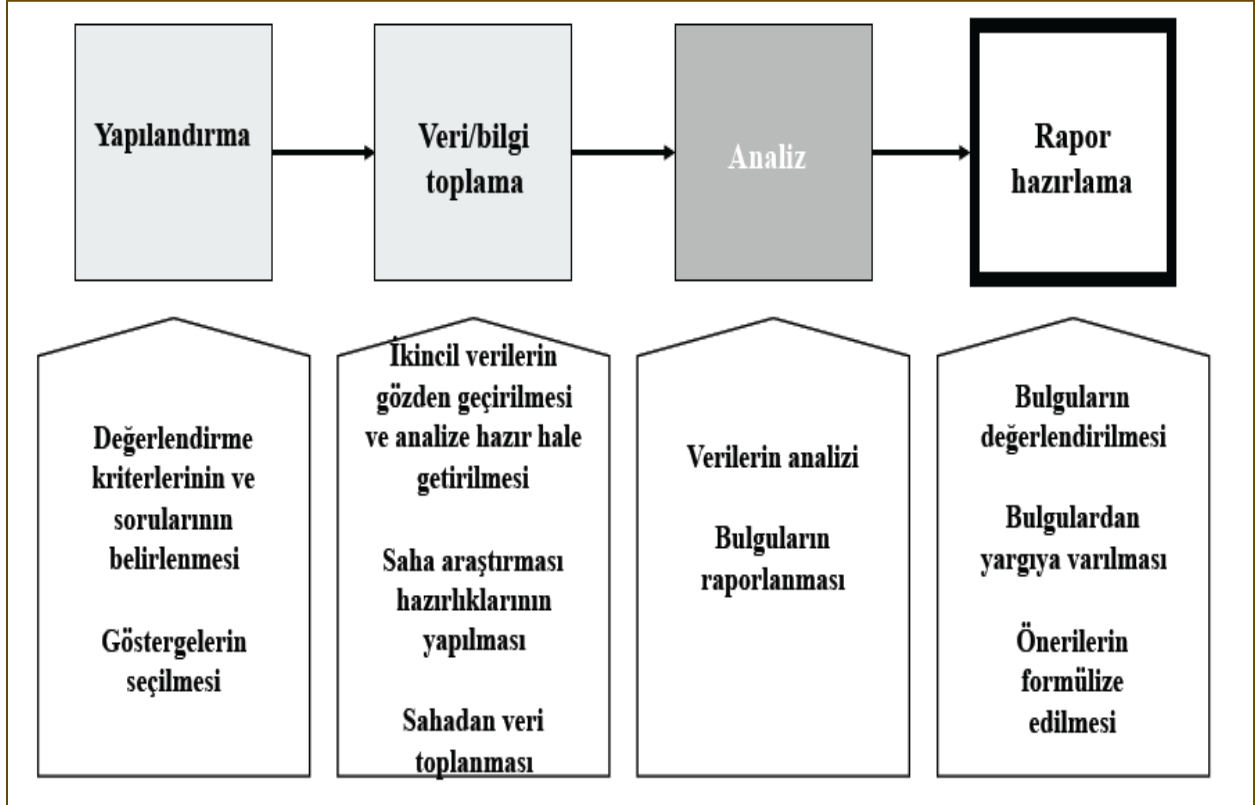 Yapılandırma
Veri/bilgi
toplama
Analiz
Rapor
hazırlama
Değerlendirme
kriterlerinin ve
sorularının
belirlenmesi
Göstergelerin
seçilmesi
İkincil verilerin
gözden geçirilmesi
ve analize hazır hale
getirilmesi
Saha araştırması
hazırlıklarının
yapılması
Sahadan veri
toplanması
Verilerin analizi
Bulguların
raporlanması
Bulguların
değerlendirilmesi
Bulgulardan
yargıya varılması
Önerilerin
formülize
edilmesi